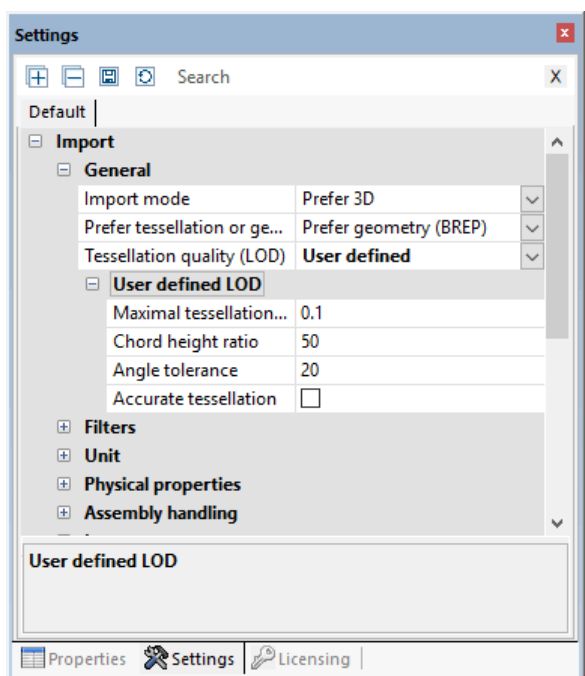 Settings
Search X
Default
Import
General
Import mode Prefer 3D
Prefer tessellation or ge... Prefer geometry (BREP)
Tessellation quality (LOD) User defined
User defined LOD
Maximal tessellation... 0.1
Chord height ratio 50
Angle tolerance 20
Accurate tessellation
Filters
Unit
Physical properties
Assembly handling
User defined LOD
Properties Settings Licensing